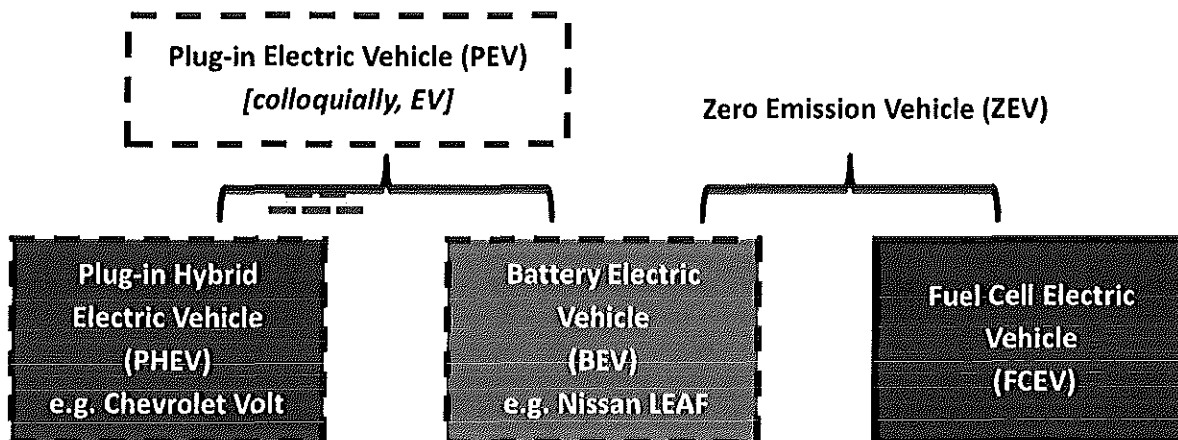 Plug-in Electric Vehicle (PEV)
[colloquially, EV]
Zero Emission Vehicle (ZEV)
Plug-in Hybrid
Electric Vehicle
(PHEV)
e.g. Chevrolet Volt
Battery Electric
Vehicle
(BEV)
e.g. Nissan LEAF
Fuel Cell Electric
Vehicle
(FCEV)